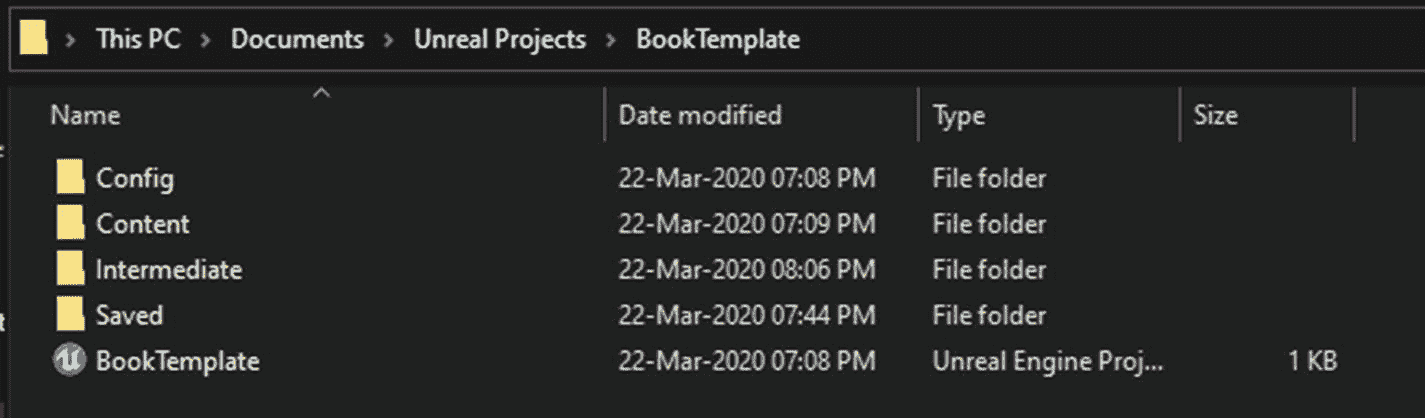 This PC > Documents > Unreal Projects > BookTemplate
Name Date modified Type Size
Config 22-Mar-2020 07:08 PM File folder
Content 22-Mar-2020 07:09 PM File folder
Intermediate 22-Mar-2020 08:06 PM File folder
Saved 22-Mar-2020 07:44 PM File folder
BookTemplate 22-Mar-2020 07:08 PM Unreal Engine Proj... 1 KB